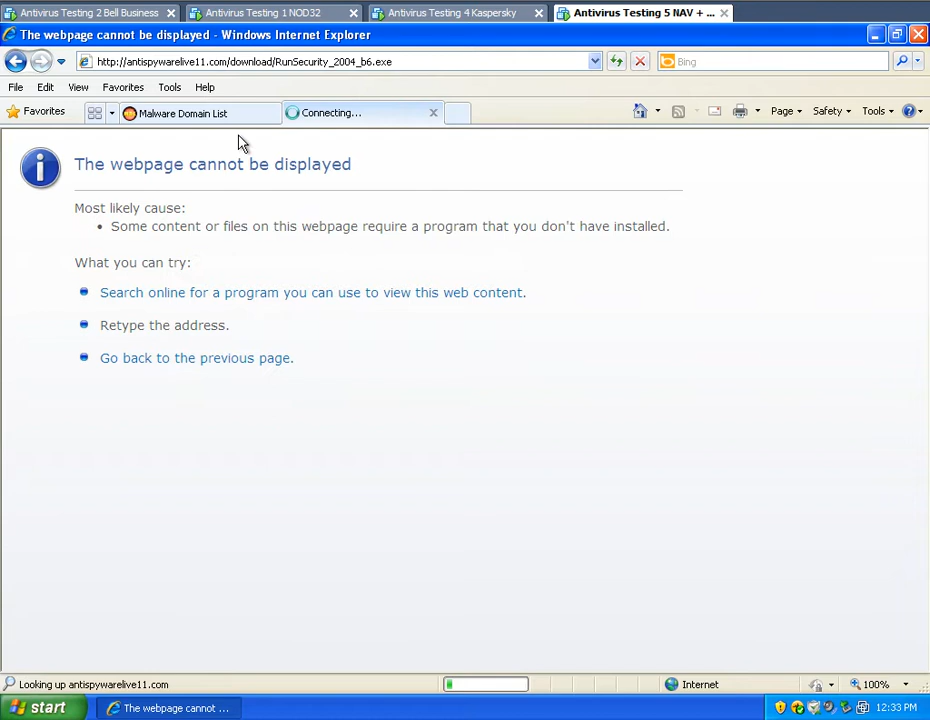 Antivirus Testing 2 Bell Business
Antivirus Testing 1 NOD32
Antivirus Testing 4 Kaspersky
Antivirus Testing 5 NAV + ...
The webpage cannot be displayed - Windows Internet Explorer
http://antispywarelive11.com/download/RunSecurity_2004_b6.exe
Bing
File Edit View Favorites Tools Help
Favorites
Malware Domain List
Connecting...
Page
Safety
Tools
The webpage cannot be displayed
Most likely cause:
• Some content or files on this webpage require a program that you don't have installed.
What you can try:
Search online for a program you can use to view this web content.
Retype the address.
Go back to the previous page.
Looking up antispywarelive11.com
Internet
100%
start
The webpage cannot ...
12:33 PM